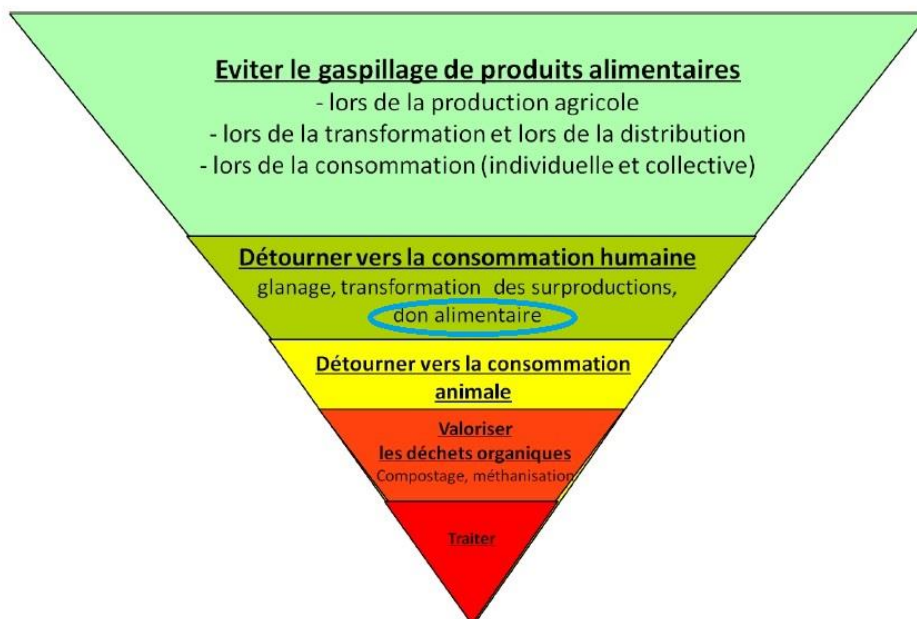 Eviter le gaspillage de produits alimentaires
- lors de la production agricole
- lors de la transformation et lors de la distribution
- lors de la consommation (individuelle et collective)
Détourner vers la consommation humaine
glanage, transformation des surproductions,
don alimentaire
Détourner vers la consommation
animale
Valoriser
les déchets organiques
Compostage, méthanisation
Traiter